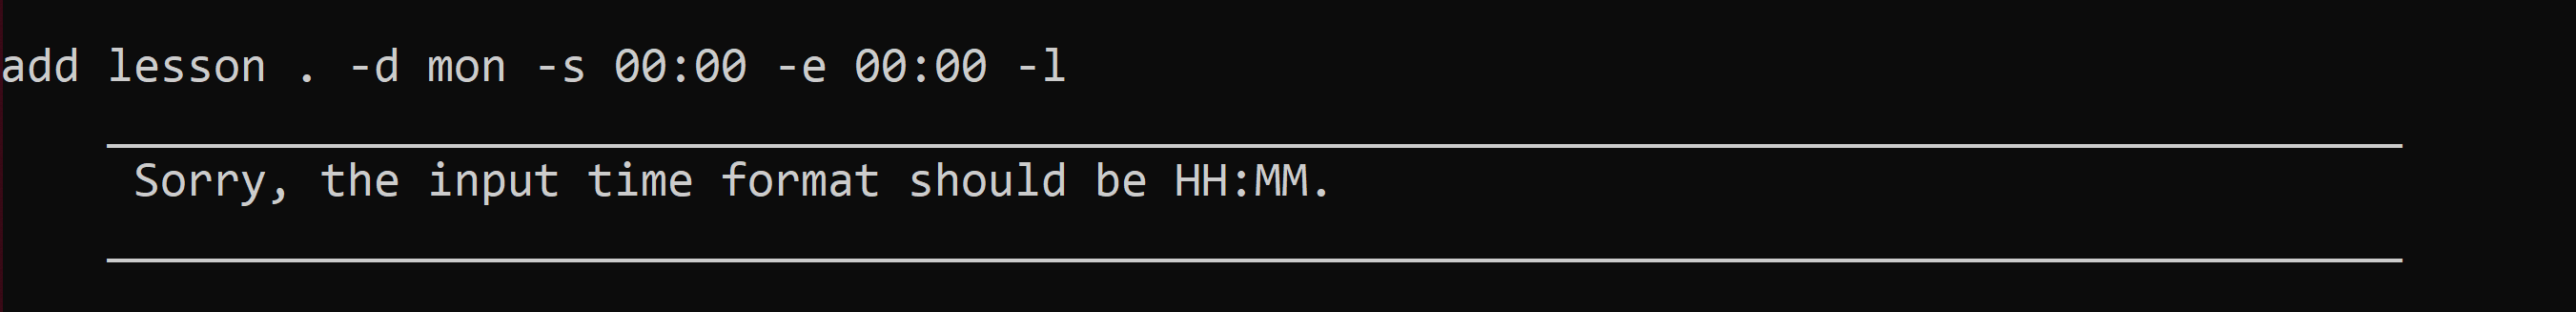 add lesson . -d mon -s 00:00 -e 00:00 -l
Sorry, the input time format should be HH:MM.